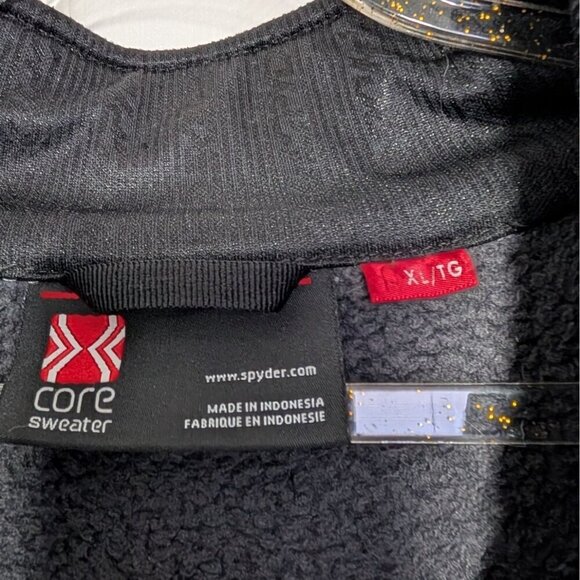 XL/TG
www.spyder.com
core
sweater
MADE IN INDONESIA
FABRIQUE EN INDONESIE